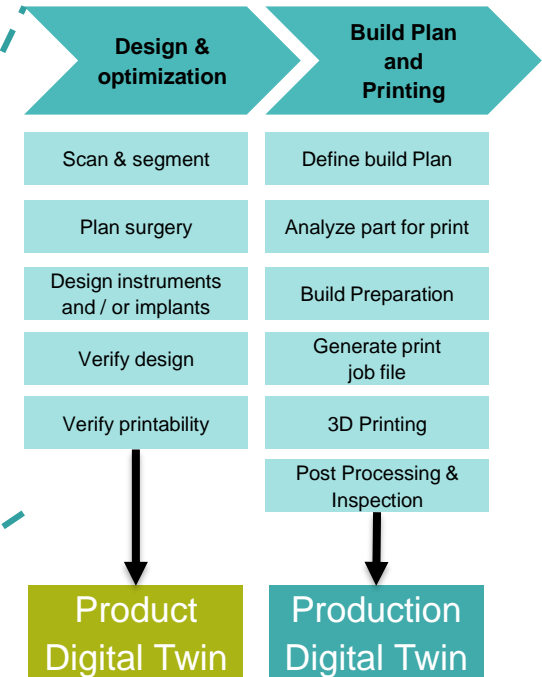 Design &
optimization
Build Plan
and
Printing
Scan & segment
Plan surgery
Design instruments
and / or implants
Verify design
Verify printability
Define build Plan
Analyze part for print
Build Preparation
Generate print
job file
3D Printing
Post Processing &
Inspection
Product
Digital Twin
Production
Digital Twin